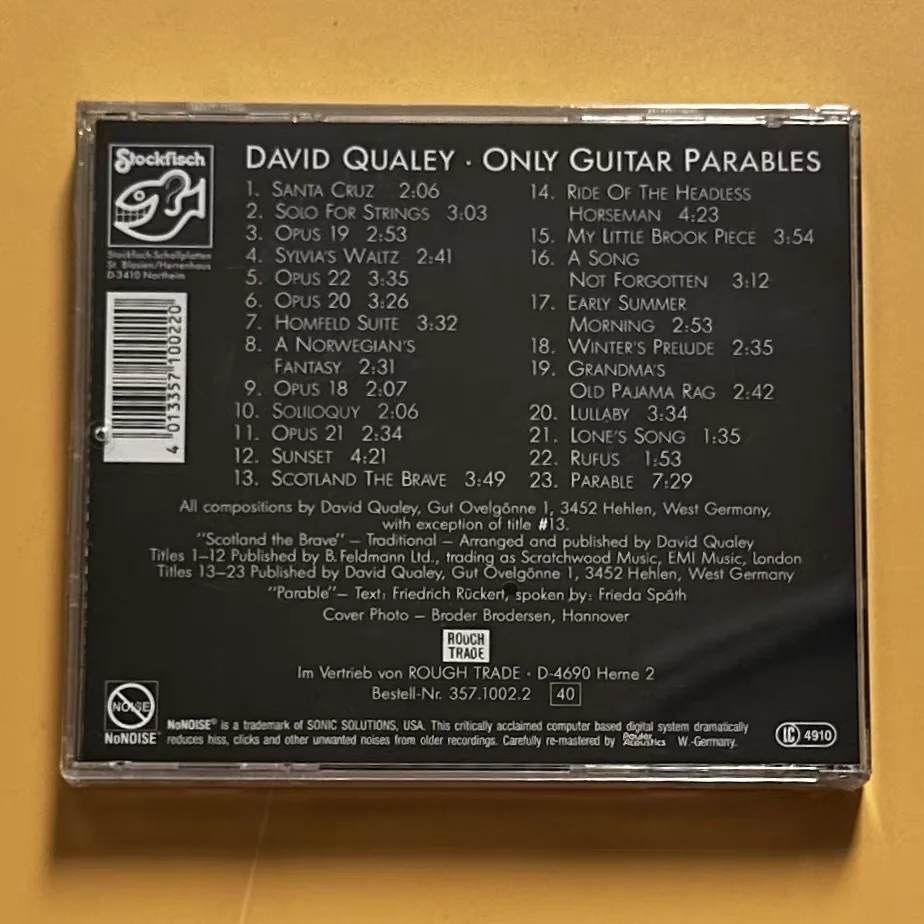 Stockfisch
Stockfisch-Schallplatten
St. Blasien/Herrenhaus
D-3410 Northeim
4 013357 100220
DAVID QUALEY · ONLY GUITAR PARABLES
1. SANTA CRUZ 2:06
2. SOLO FOR STRINGS 3:03
3. OPUS 19 2:53
4. SYLVIA'S WALTZ 2:41
5. OPUS 22 3:35
6. OPUS 20 3:26
7. HOMFELD SUITE 3:32
8. A NORWEGIAN'S
FANTASY 2:31
9. OPUS 18 2:07
10. SOLILOQUY 2:06
11. OPUS 21 2:34
12. SUNSET 4:21
13. SCOTLAND THE BRAVE 3:49
14. RIDE OF THE HEADLESS
HORSEMAN 4:23
15. MY LITTLE BROOK PIECE 3:54
16. A SONG
NOT FORGOTTEN 3:12
17. EARLY SUMMER
MORNING 2:53
18. WINTER'S PRELUDE 2:35
19. GRANDMA'S
OLD PAJAMA RAG 2:42
20. LULLABY 3:34
21. LONE'S SONG 1:35
22. RUFUS 1:53
23. PARABLE 7:29
All compositions by David Qualey, Gut Ovelgönne 1, 3452 Hehlen, West Germany,
with exception of title #13.
"Scotland the Brave" – Traditional – Arranged and published by David Qualey
Titles 1–12 Published by B. Feldmann Ltd., trading as Scratchwood Music, EMI Music, London
Titles 13–23 Published by David Qualey, Gut Ovelgönne 1, 3452 Hehlen, West Germany
"Parable" – Text: Friedrich Rückert, spoken by: Frieda Späth
Cover Photo – Broder Brodersen, Hannover
ROUGH
TRADE
Im Vertrieb von ROUGH TRADE · D-4690 Herne 2
Bestell-Nr. 357.1002.2 40
NOISE
NoNOISE
NoNOISE® is a trademark of SONIC SOLUTIONS, USA. This critically acclaimed computer based digital system dramatically
reduces hiss, clicks and other unwanted noises from older recordings. Carefully re-mastered by Pauler Acoustics W.-Germany.
LC 4910